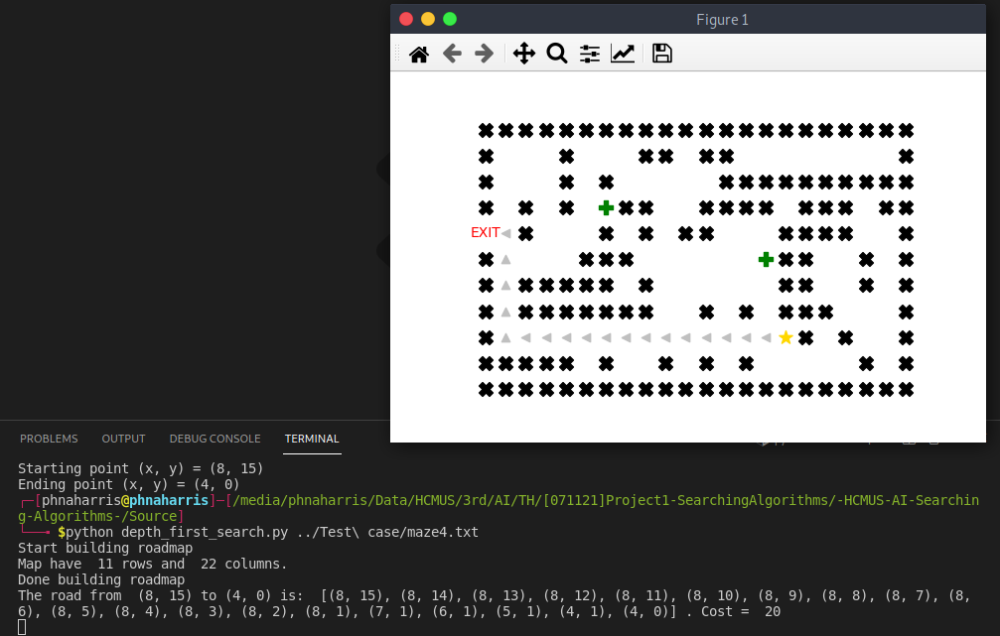 Figure 1
EXIT
PROBLEMS OUTPUT DEBUG CONSOLE TERMINAL
Starting point (x, y) = (8, 15)
Ending point (x, y) = (4, 0)
┌─[phnaharris@phnaharris]─[/media/phnaharris/Data/HCMUS/3rd/AI/TH/[071121]Project1-SearchingAlgorithms/-HCMUS-AI-Searchin
g-Algorithms-/Source]
└──╼ $python depth_first_search.py ../Test\ case/maze4.txt
Start building roadmap
Map have  11 rows and  22 columns.
Done building roadmap
The road from  (8, 15) to (4, 0) is:  [(8, 15), (8, 14), (8, 13), (8, 12), (8, 11), (8, 10), (8, 9), (8, 8), (8, 7), (8,
6), (8, 5), (8, 4), (8, 3), (8, 2), (8, 1), (7, 1), (6, 1), (5, 1), (4, 1), (4, 0)] . Cost =  20